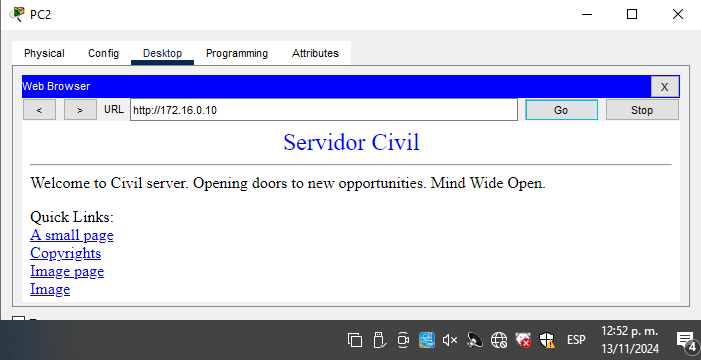 PC2
Physical Config Desktop Programming Attributes
Web Browser X
< > URL http://172.16.0.10 Go Stop
Servidor Civil
Welcome to Civil server. Opening doors to new opportunities. Mind Wide Open.
Quick Links:
A small page
Copyrights
Image page
Image
ESP 12:52 p. m.
13/11/2024 4